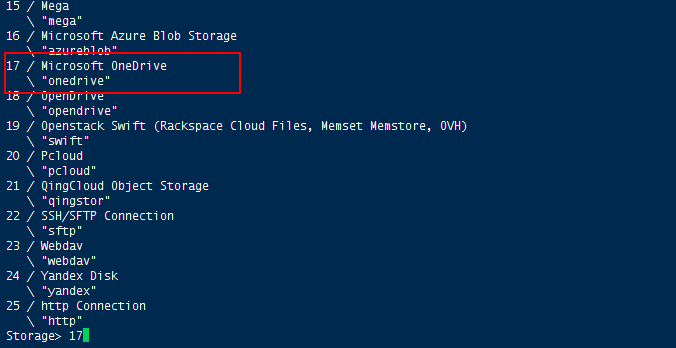 15 / Mega
   \ "mega"
16 / Microsoft Azure Blob Storage
   \ "azureblob"
17 / Microsoft OneDrive
   \ "onedrive"
18 / OpenDrive
   \ "opendrive"
19 / Openstack Swift (Rackspace Cloud Files, Memset Memstore, OVH)
   \ "swift"
20 / Pcloud
   \ "pcloud"
21 / QingCloud Object Storage
   \ "qingstor"
22 / SSH/SFTP Connection
   \ "sftp"
23 / Webdav
   \ "webdav"
24 / Yandex Disk
   \ "yandex"
25 / http Connection
   \ "http"
Storage> 17